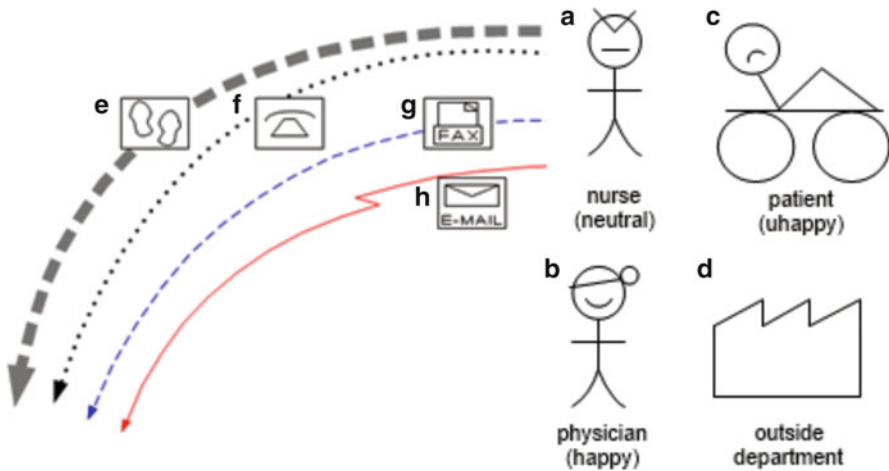 a
c
e
f
g
FAX
h
E-MAIL
nurse
(neutral)
patient
(uhappy)
b
d
physician
(happy)
outside
department